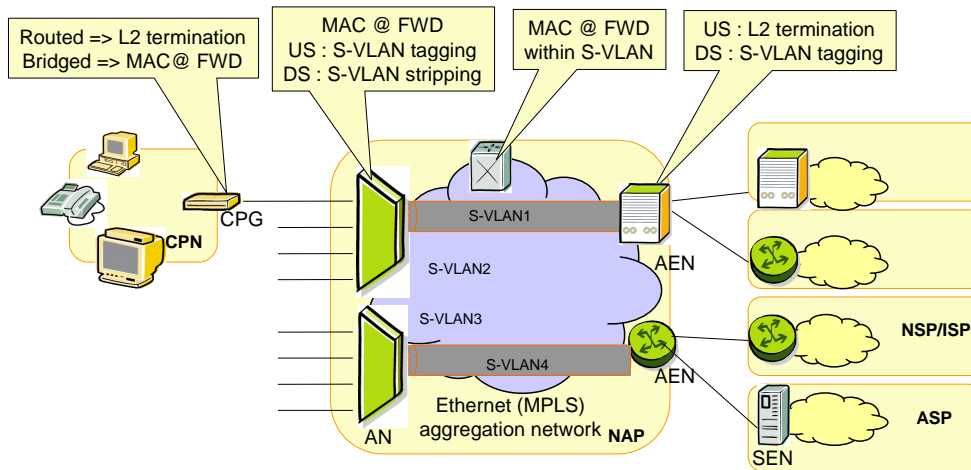 Routed => L2 termination
Bridged => MAC@ FWD
MAC @ FWD
US : S-VLAN tagging
DS : S-VLAN stripping
MAC @ FWD
within S-VLAN
US : L2 termination
DS : S-VLAN tagging
CPG
CPN
S-VLAN1
S-VLAN2
AEN
S-VLAN3
S-VLAN4
AEN
NSP/ISP
Ethernet (MPLS)
aggregation network
NAP
AN
SEN
ASP